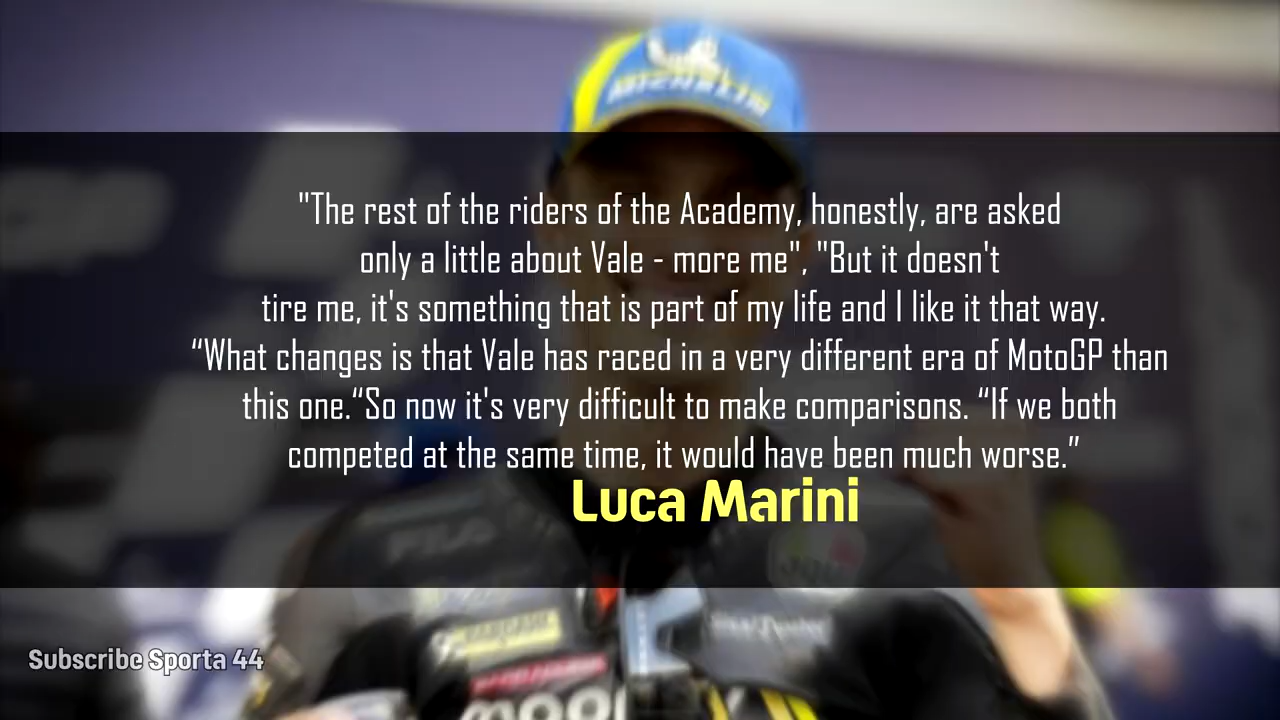 MICHELIN
"The rest of the riders of the Academy, honestly, are asked
only a little about Vale - more me", "But it doesn't
tire me, it's something that is part of my life and I like it that way.
“What changes is that Vale has raced in a very different era of MotoGP than
this one.“So now it's very difficult to make comparisons. “If we both
competed at the same time, it would have been much worse.”
Luca Marini
FILA
Subscribe Sporta 44